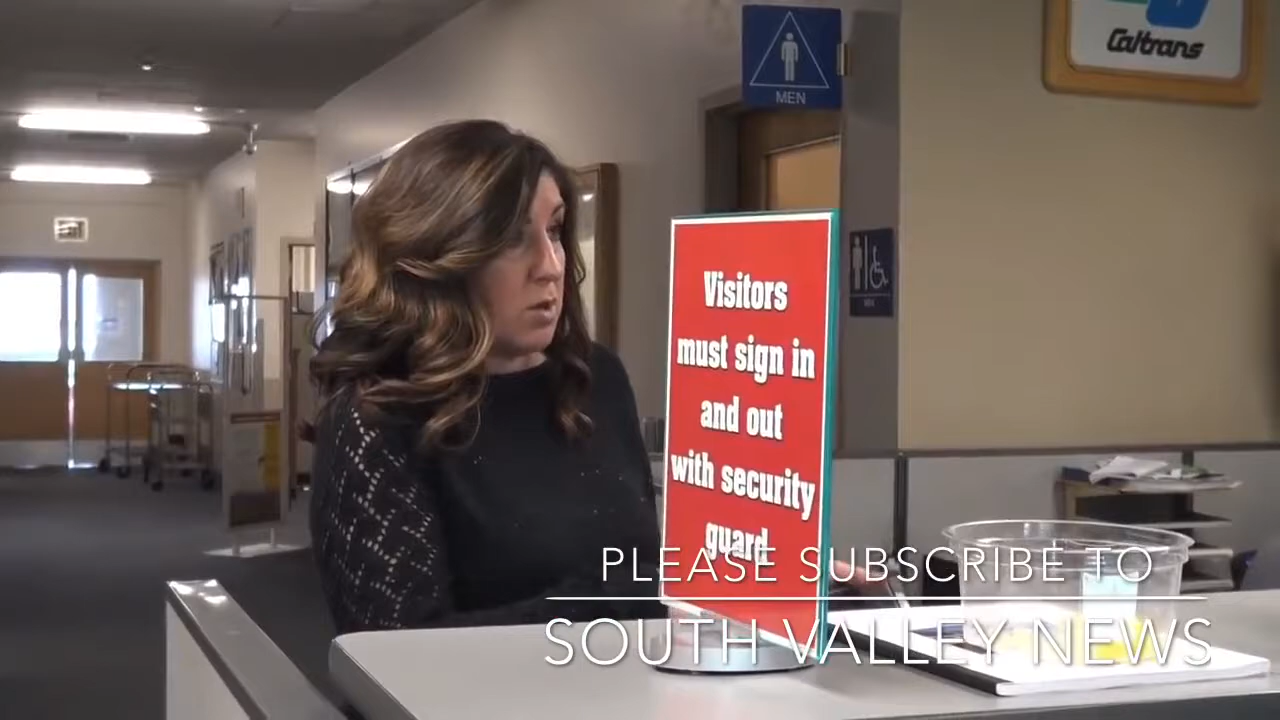 Caltrans
MEN
Visitors
must sign in
and out
with security
guard
PLEASE SUBSCRIBE TO
SOUTH VALLEY NEWS